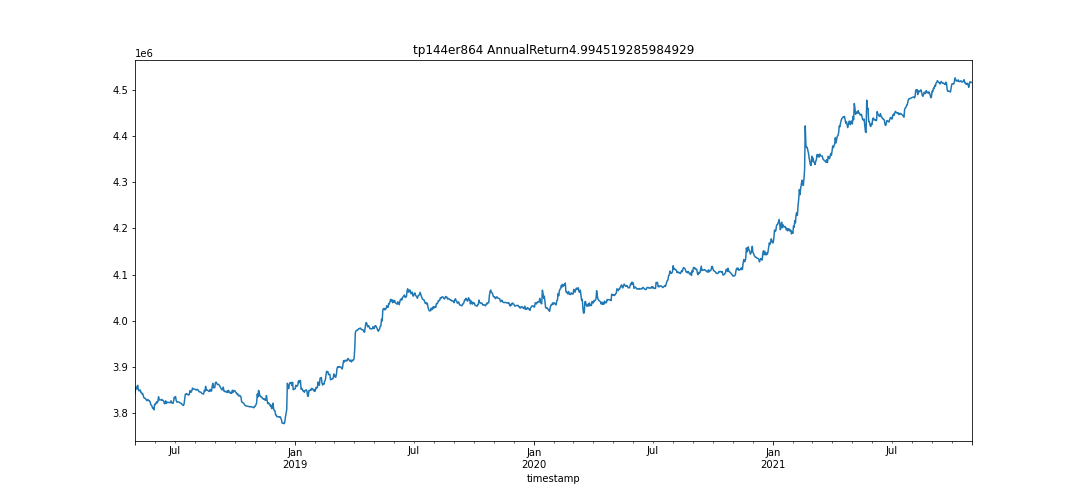 tp144er864 AnnualReturn4.994519285984929
1e6
4.5
4.4
4.3
4.2
4.1
4.0
3.9
3.8
Jul
Jan
2019
Jul
Jan
2020
Jul
Jan
2021
Jul
timestamp